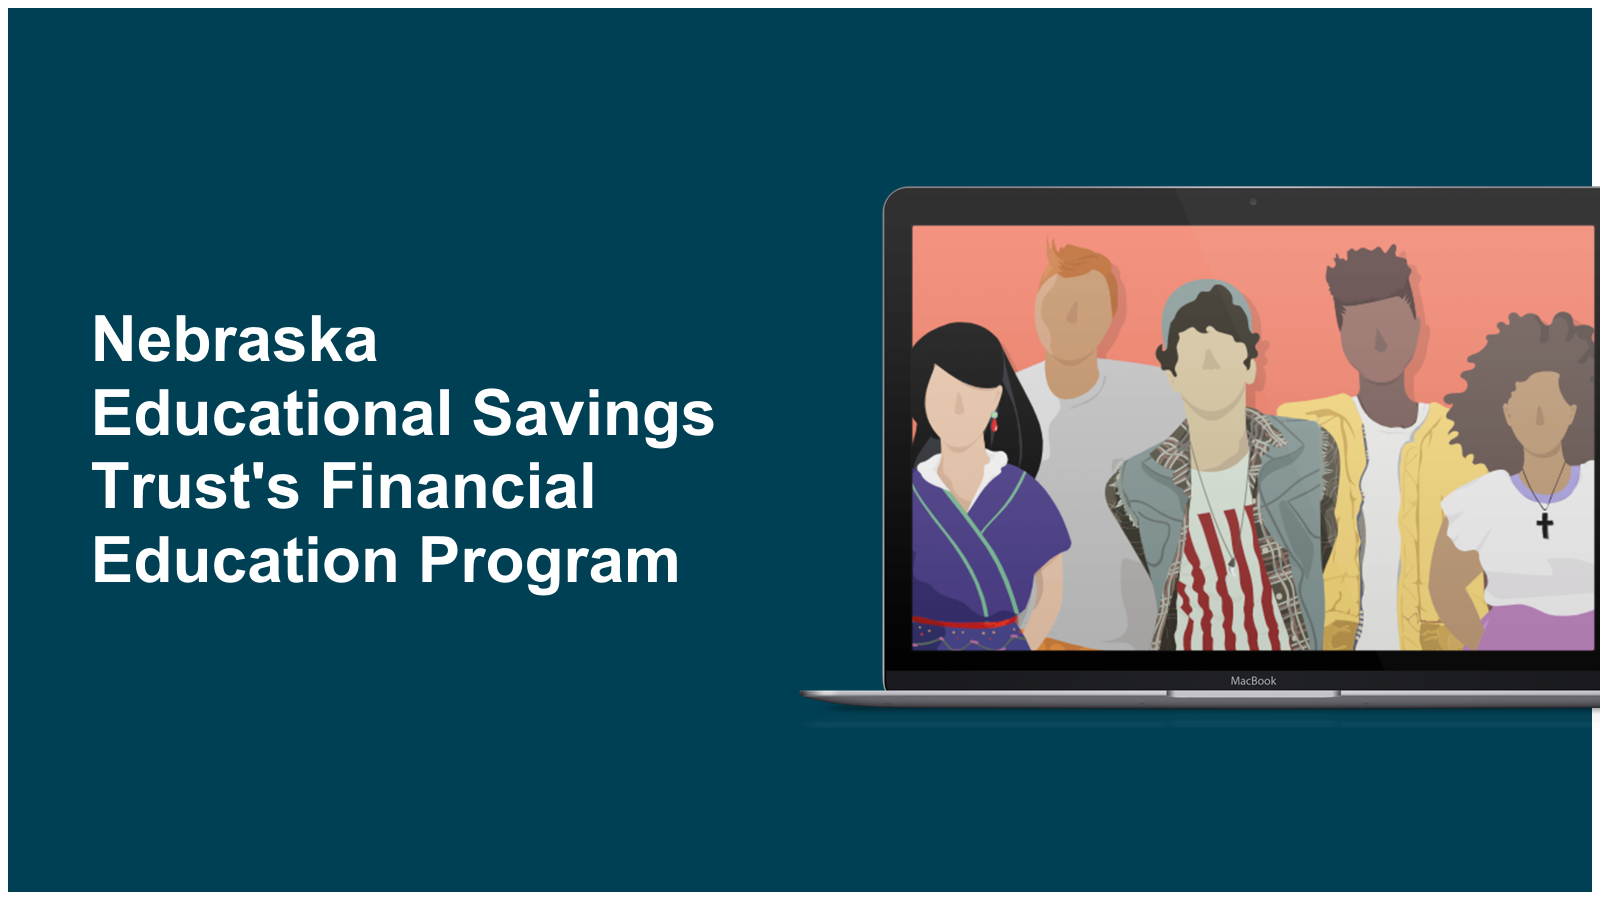 Nebraska
Educational Savings
Trust's Financial
Education Program
MacBook